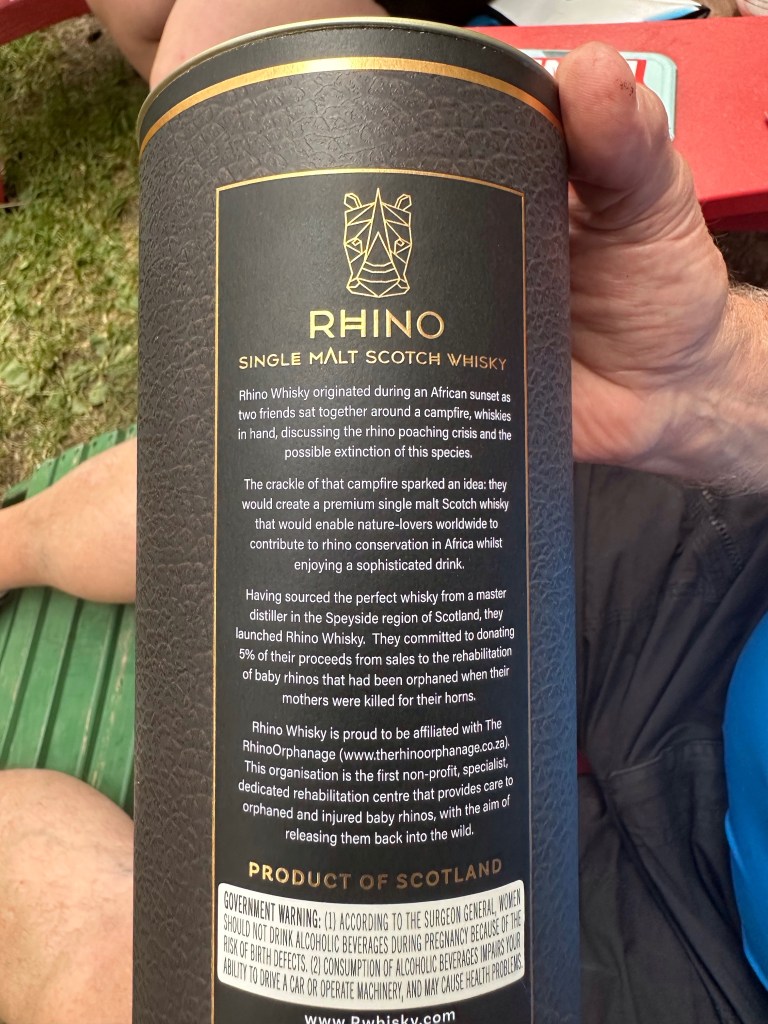 RHINO
SINGLE MALT SCOTCH WHISKY
Rhino Whisky originated during an African sunset as
two friends sat together around a campfire, whiskies
in hand, discussing the rhino poaching crisis and the
possible extinction of this species.
The crackle of that campfire sparked an idea: they
would create a premium single malt Scotch whisky
that would enable nature-lovers worldwide to
contribute to rhino conservation in Africa whilst
enjoying a sophisticated drink.
Having sourced the perfect whisky from a master
distiller in the Speyside region of Scotland, they
launched Rhino Whisky. They committed to donating
5% of their proceeds from sales to the rehabilitation
of baby rhinos that had been orphaned when their
mothers were killed for their horns.
Rhino Whisky is proud to be affiliated with The
RhinoOrphanage (www.therhinoorphanage.co.za).
This organisation is the first non-profit, specialist,
dedicated rehabilitation centre that provides care to
orphaned and injured baby rhinos, with the aim of
releasing them back into the wild.
PRODUCT OF SCOTLAND
GOVERNMENT WARNING: (1) ACCORDING TO THE SURGEON GENERAL, WOMEN
SHOULD NOT DRINK ALCOHOLIC BEVERAGES DURING PREGNANCY BECAUSE OF THE
RISK OF BIRTH DEFECTS. (2) CONSUMPTION OF ALCOHOLIC BEVERAGES IMPAIRS YOUR
ABILITY TO DRIVE A CAR OR OPERATE MACHINERY, AND MAY CAUSE HEALTH PROBLEMS.
www.Rwhisky.com